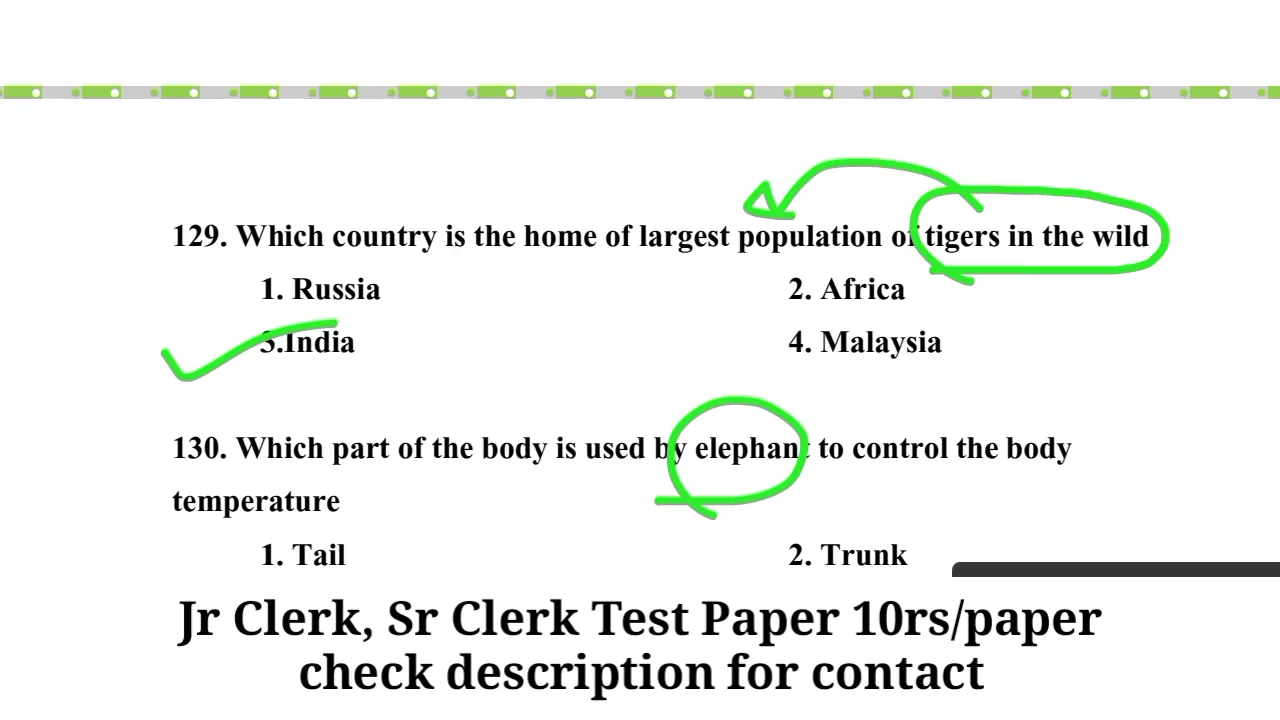 129. Which country is the home of largest population of tigers in the wild
1. Russia 2. Africa
3.India 4. Malaysia
130. Which part of the body is used by elephant to control the body
temperature
1. Tail 2. Trunk
Jr Clerk, Sr Clerk Test Paper 10rs/paper
check description for contact